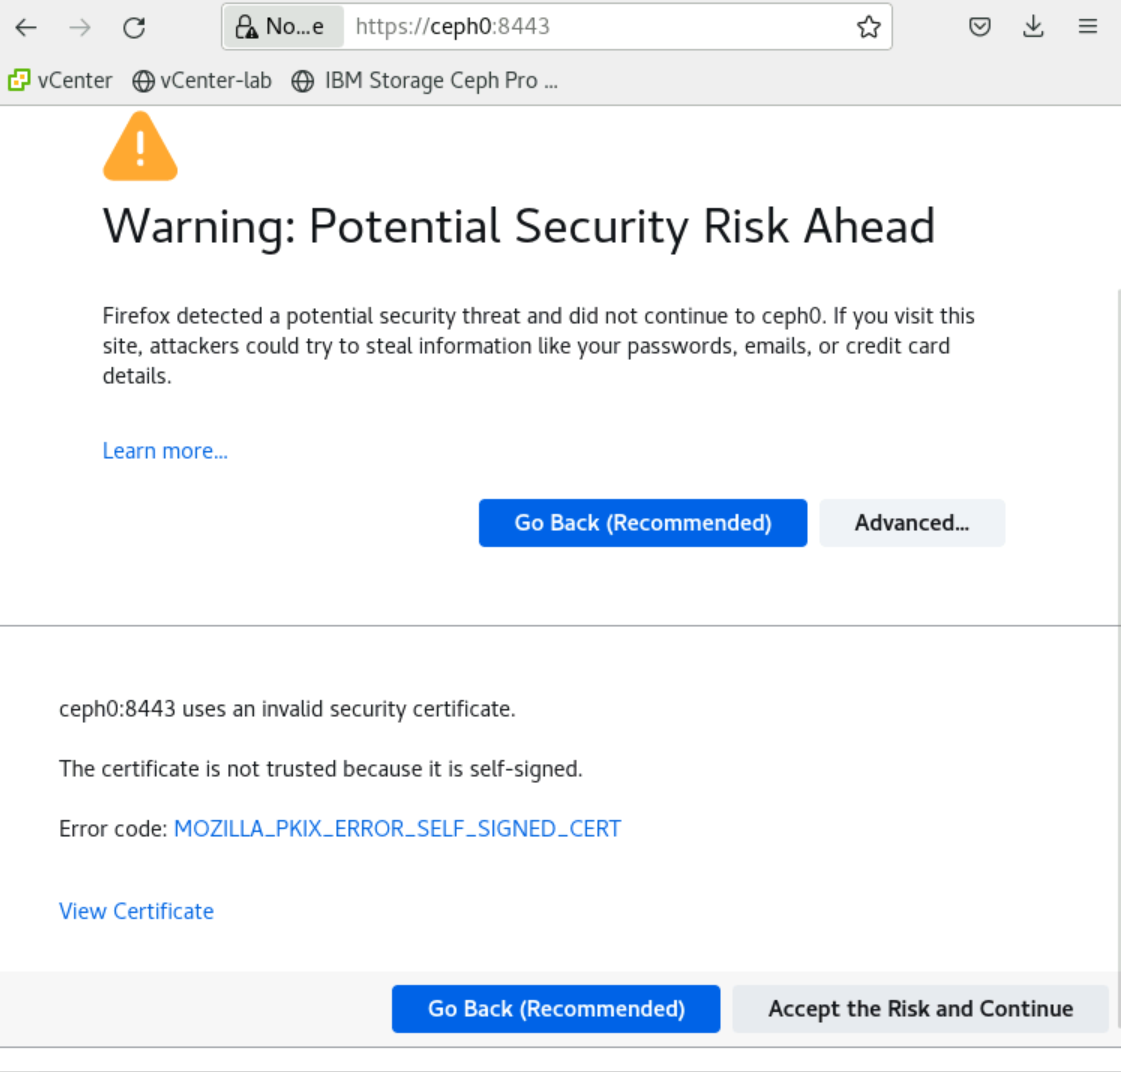 No...e https://ceph0:8443
vCenter vCenter-lab IBM Storage Ceph Pro ...
Warning: Potential Security Risk Ahead
Firefox detected a potential security threat and did not continue to ceph0. If you visit this
site, attackers could try to steal information like your passwords, emails, or credit card
details.
Learn more...
Go Back (Recommended) Advanced...
ceph0:8443 uses an invalid security certificate.
The certificate is not trusted because it is self-signed.
Error code: MOZILLA_PKIX_ERROR_SELF_SIGNED_CERT
View Certificate
Go Back (Recommended) Accept the Risk and Continue